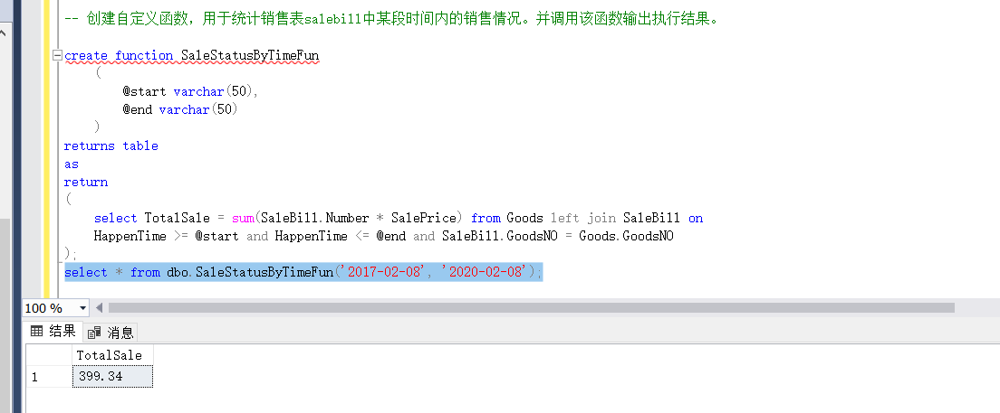 -- 创建自定义函数，用于统计销售表salebill中某段时间内的销售情况。并调用该函数输出执行结果。
create function SaleStatusByTimeFun
(
@start varchar(50),
@end varchar(50)
)
returns table
as
return
(
select TotalSale = sum(SaleBill.Number * SalePrice) from Goods left join SaleBill on
HappenTime >= @start and HappenTime <= @end and SaleBill.GoodsNO = Goods.GoodsNO
);
select * from dbo.SaleStatusByTimeFun('2017-02-08', '2020-02-08');
100 %
结果 消息
TotalSale
1 399.34